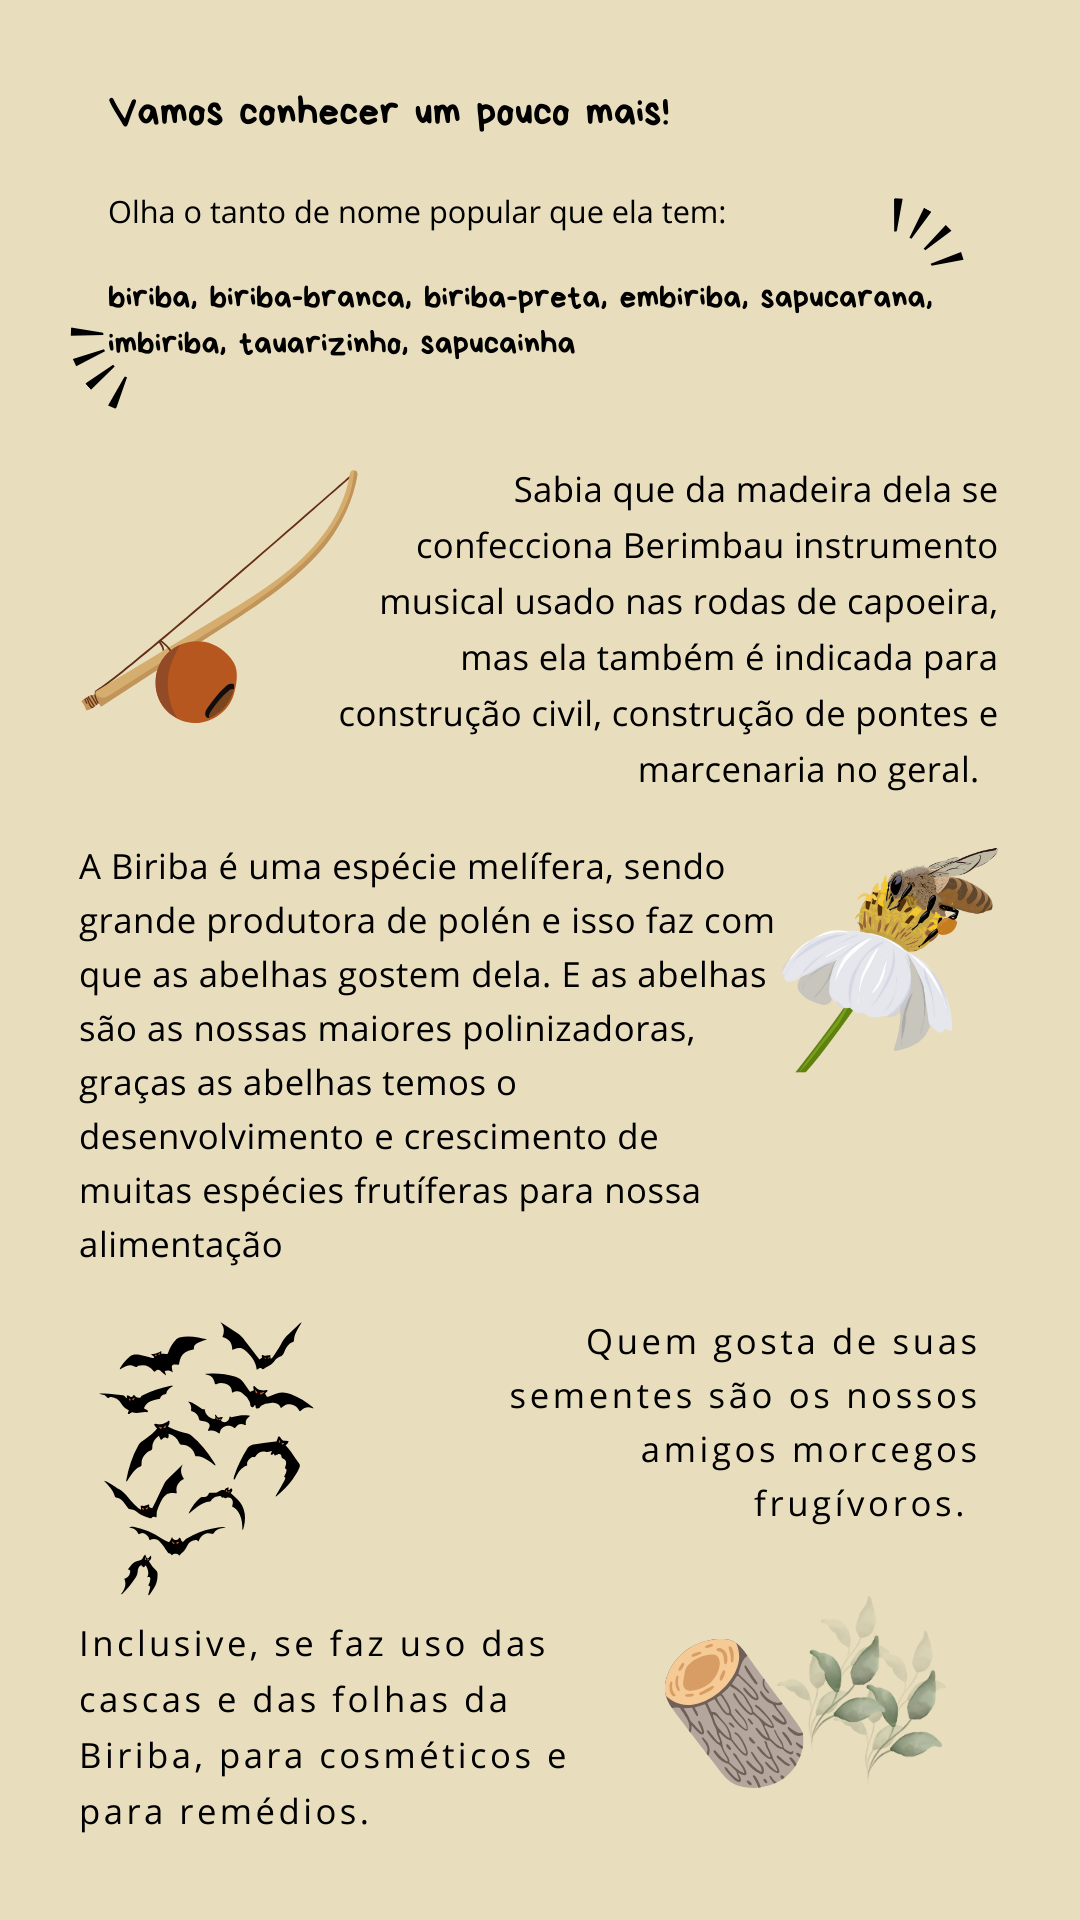 Vamos conhecer um pouco mais!
Olha o tanto de nome popular que ela tem:
biriba, biriba-branca, biriba-preta, embiriba, sapucarana,
imbiriba, tauarizinho, sapucainha
Sabia que da madeira dela se
confecciona Berimbau instrumento
musical usado nas rodas de capoeira,
mas ela também é indicada para
construção civil, construção de pontes e
marcenaria no geral.
A Biriba é uma espécie melífera, sendo
grande produtora de polén e isso faz com
que as abelhas gostem dela. E as abelhas
são as nossas maiores polinizadoras,
graças as abelhas temos o
desenvolvimento e crescimento de
muitas espécies frutíferas para nossa
alimentação
Quem gosta de suas
sementes são os nossos
amigos morcegos
frugívoros.
Inclusive, se faz uso das
cascas e das folhas da
Biriba, para cosméticos e
para remédios.